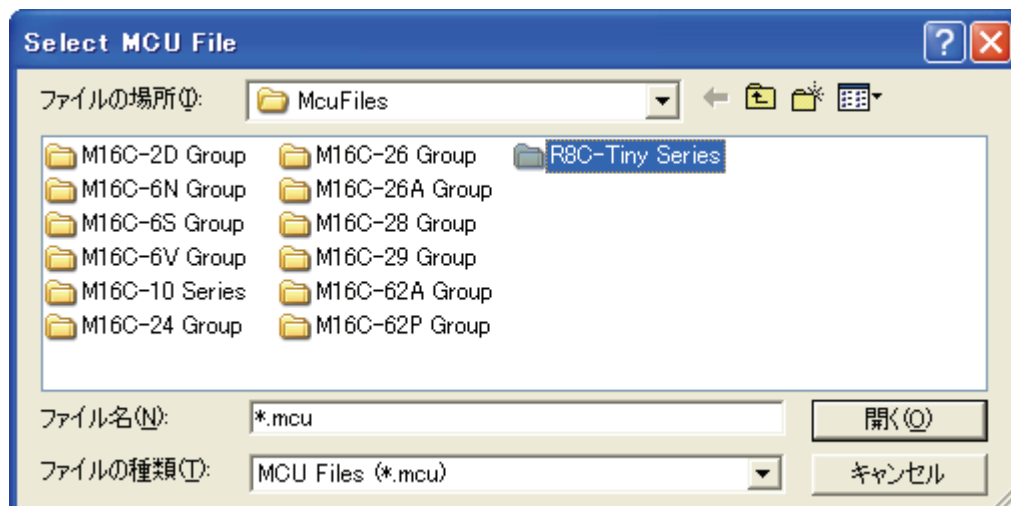 Select MCU File
ファイルの場所(I): McuFiles
M16C-2D Group M16C-26 Group R8C-Tiny Series
M16C-6N Group M16C-26A Group
M16C-6S Group M16C-28 Group
M16C-6V Group M16C-29 Group
M16C-10 Series M16C-62A Group
M16C-24 Group M16C-62P Group
ファイル名(N): *.mcu 開く(O)
ファイルの種類(T): MCU Files (*.mcu) キャンセル